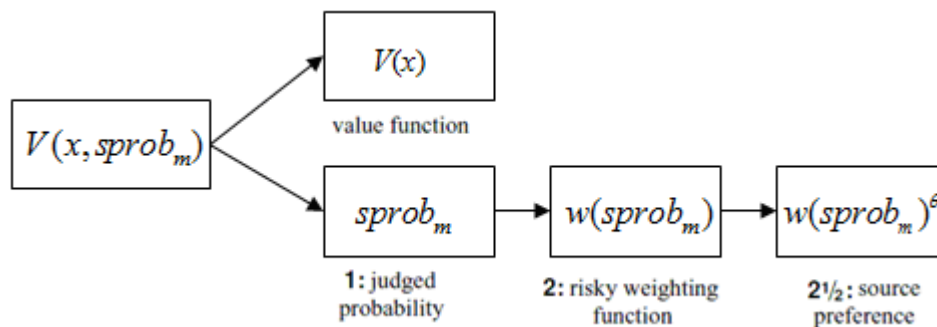 V(x)
value function
V(x, sprob_m)
sprob_m
w(sprob_m)
w(sprob_m)^θ
1: judged
probability
2: risky weighting
function
2½: source
preference